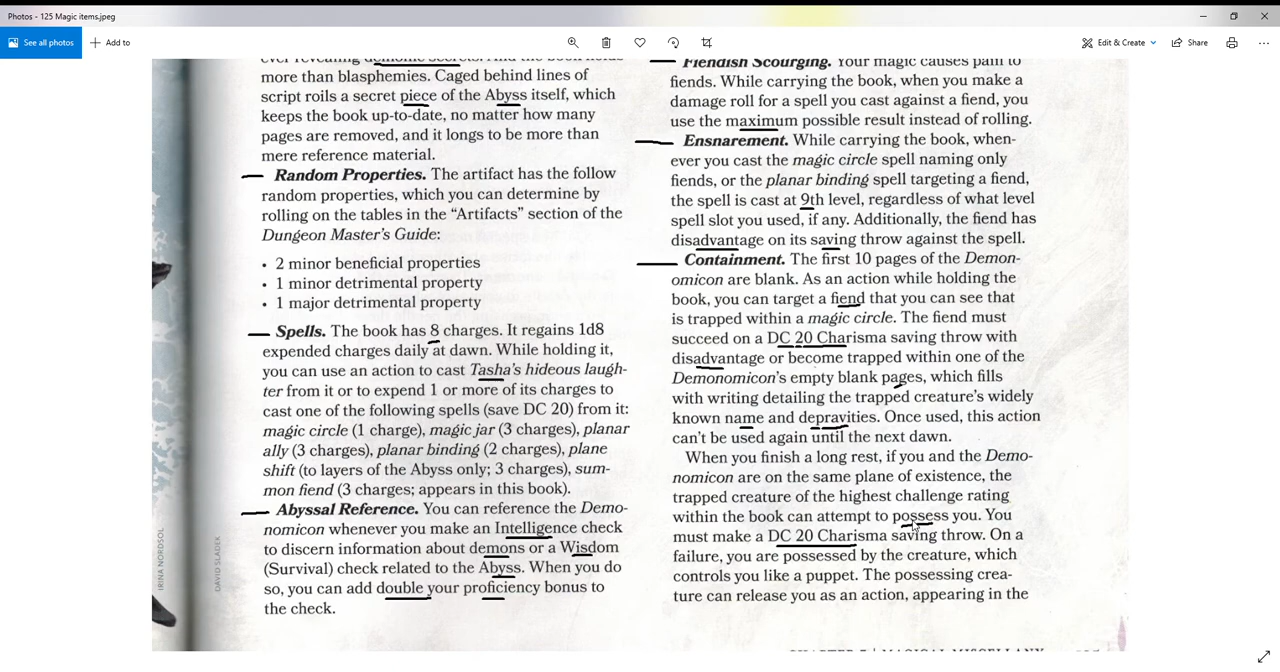 Photos - 125 Magic items.jpeg
See all photos
Add to
Edit & Create
Share
more than blasphemies. Caged behind lines of
script roils a secret piece of the Abyss itself, which
keeps the book up-to-date, no matter how many
pages are removed, and it longs to be more than
mere reference material.
Random Properties. The artifact has the follow
random properties, which you can determine by
rolling on the tables in the “Artifacts” section of the
Dungeon Master's Guide:
• 2 minor beneficial properties
• 1 minor detrimental property
• 1 major detrimental property
Spells. The book has 8 charges. It regains 1d8
expended charges daily at dawn. While holding it,
you can use an action to cast Tasha's hideous laugh-
ter from it or to expend 1 or more of its charges to
cast one of the following spells (save DC 20) from it:
magic circle (1 charge), magic jar (3 charges), planar
ally (3 charges), planar binding (2 charges), plane
shift (to layers of the Abyss only; 3 charges), sum-
mon fiend (3 charges; appears in this book).
Abyssal Reference. You can reference the Demo-
nomicon whenever you make an Intelligence check
to discern information about demons or a Wisdom
(Survival) check related to the Abyss. When you do
so, you can add double your proficiency bonus to
the check.
Fiendish Scourging. Your magic causes pain to
fiends. While carrying the book, when you make a
damage roll for a spell you cast against a fiend, you
use the maximum possible result instead of rolling.
Ensnarement. While carrying the book, when-
ever you cast the magic circle spell naming only
fiends, or the planar binding spell targeting a fiend,
the spell is cast at 9th level, regardless of what level
spell slot you used, if any. Additionally, the fiend has
disadvantage on its saving throw against the spell.
Containment. The first 10 pages of the Demon-
omicon are blank. As an action while holding the
book, you can target a fiend that you can see that
is trapped within a magic circle. The fiend must
succeed on a DC 20 Charisma saving throw with
disadvantage or become trapped within one of the
Demonomicon's empty blank pages, which fills
with writing detailing the trapped creature's widely
known name and depravities. Once used, this action
can't be used again until the next dawn.
When you finish a long rest, if you and the Demo-
nomicon are on the same plane of existence, the
trapped creature of the highest challenge rating
within the book can attempt to possess you. You
must make a DC 20 Charisma saving throw. On a
failure, you are possessed by the creature, which
controls you like a puppet. The possessing crea-
ture can release you as an action, appearing in the
IRINA NORDSOL
DAVID SLADEK